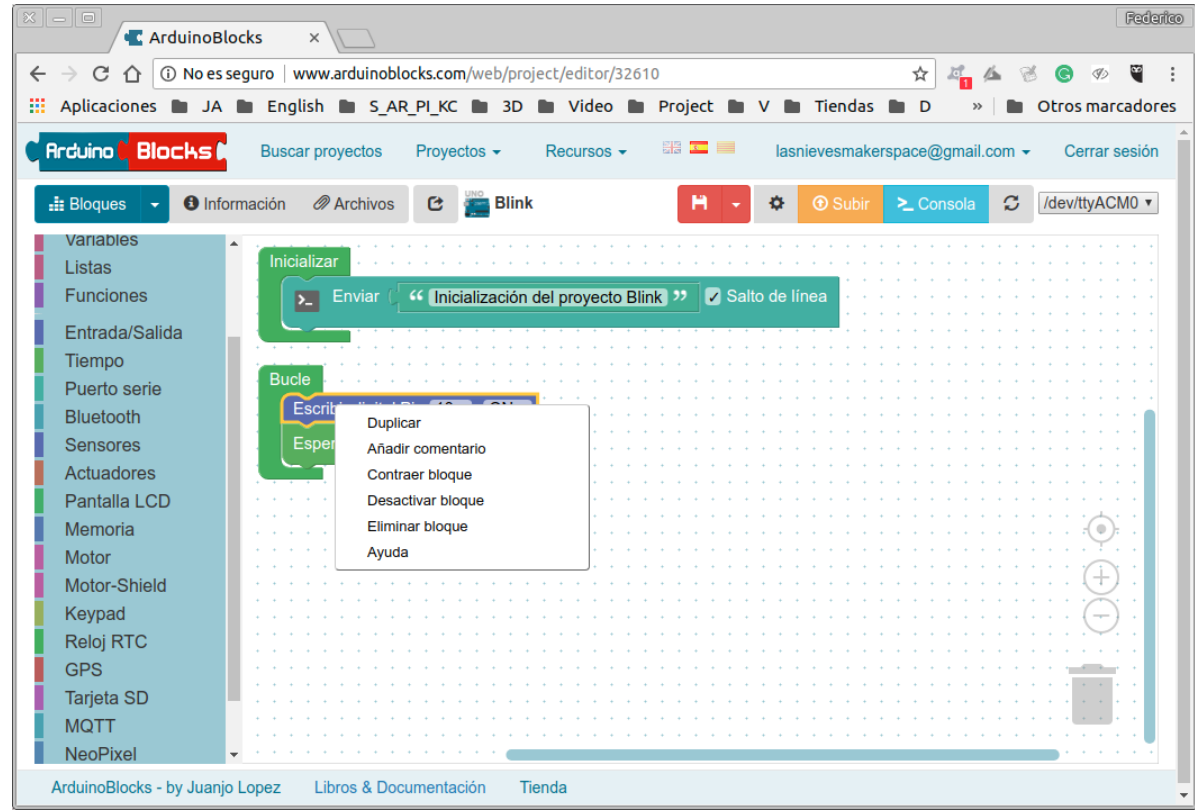 Federico
ArduinoBlocks ×
No es seguro | www.arduinoblocks.com/web/project/editor/32610
1
Aplicaciones JA English S_AR_PI_KC 3D Video Project V Tiendas D » Otros marcadores
Arduino Blocks Buscar proyectos Proyectos Recursos lasnievesmakerspace@gmail.com Cerrar sesión
Bloques Información Archivos UNO Blink Subir >_ Consola /dev/ttyACM0
Variables
Listas
Funciones
Entrada/Salida
Tiempo
Puerto serie
Bluetooth
Sensores
Actuadores
Pantalla LCD
Memoria
Motor
Motor-Shield
Keypad
Reloj RTC
GPS
Tarjeta SD
MQTT
NeoPixel
Inicializar
Enviar “ Inicialización del proyecto Blink ” Salto de línea
Bucle
Duplicar
Añadir comentario
Contraer bloque
Desactivar bloque
Eliminar bloque
Ayuda
ArduinoBlocks - by Juanjo Lopez Libros & Documentación Tienda